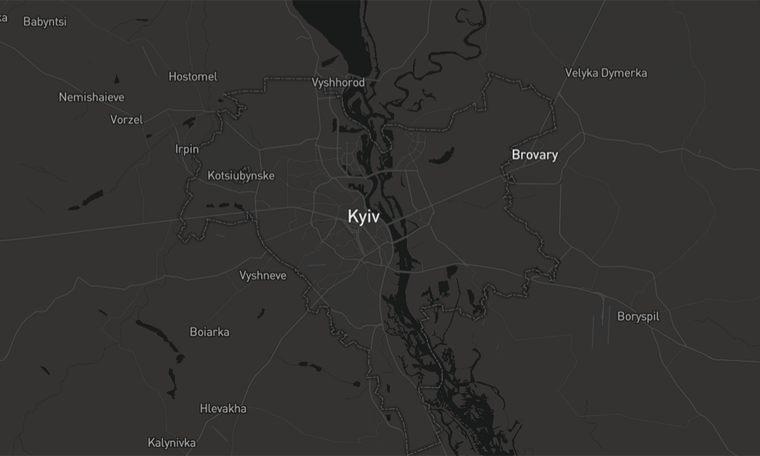 Babyntsi
Velyka Dymerka
Hostomel
Vyshhorod
Nemishaieve
Vorzel
Irpin
Brovary
Kotsiubynske
Kyiv
Vyshneve
Boryspil
Boiarka
Hlevakha
Kalynivka